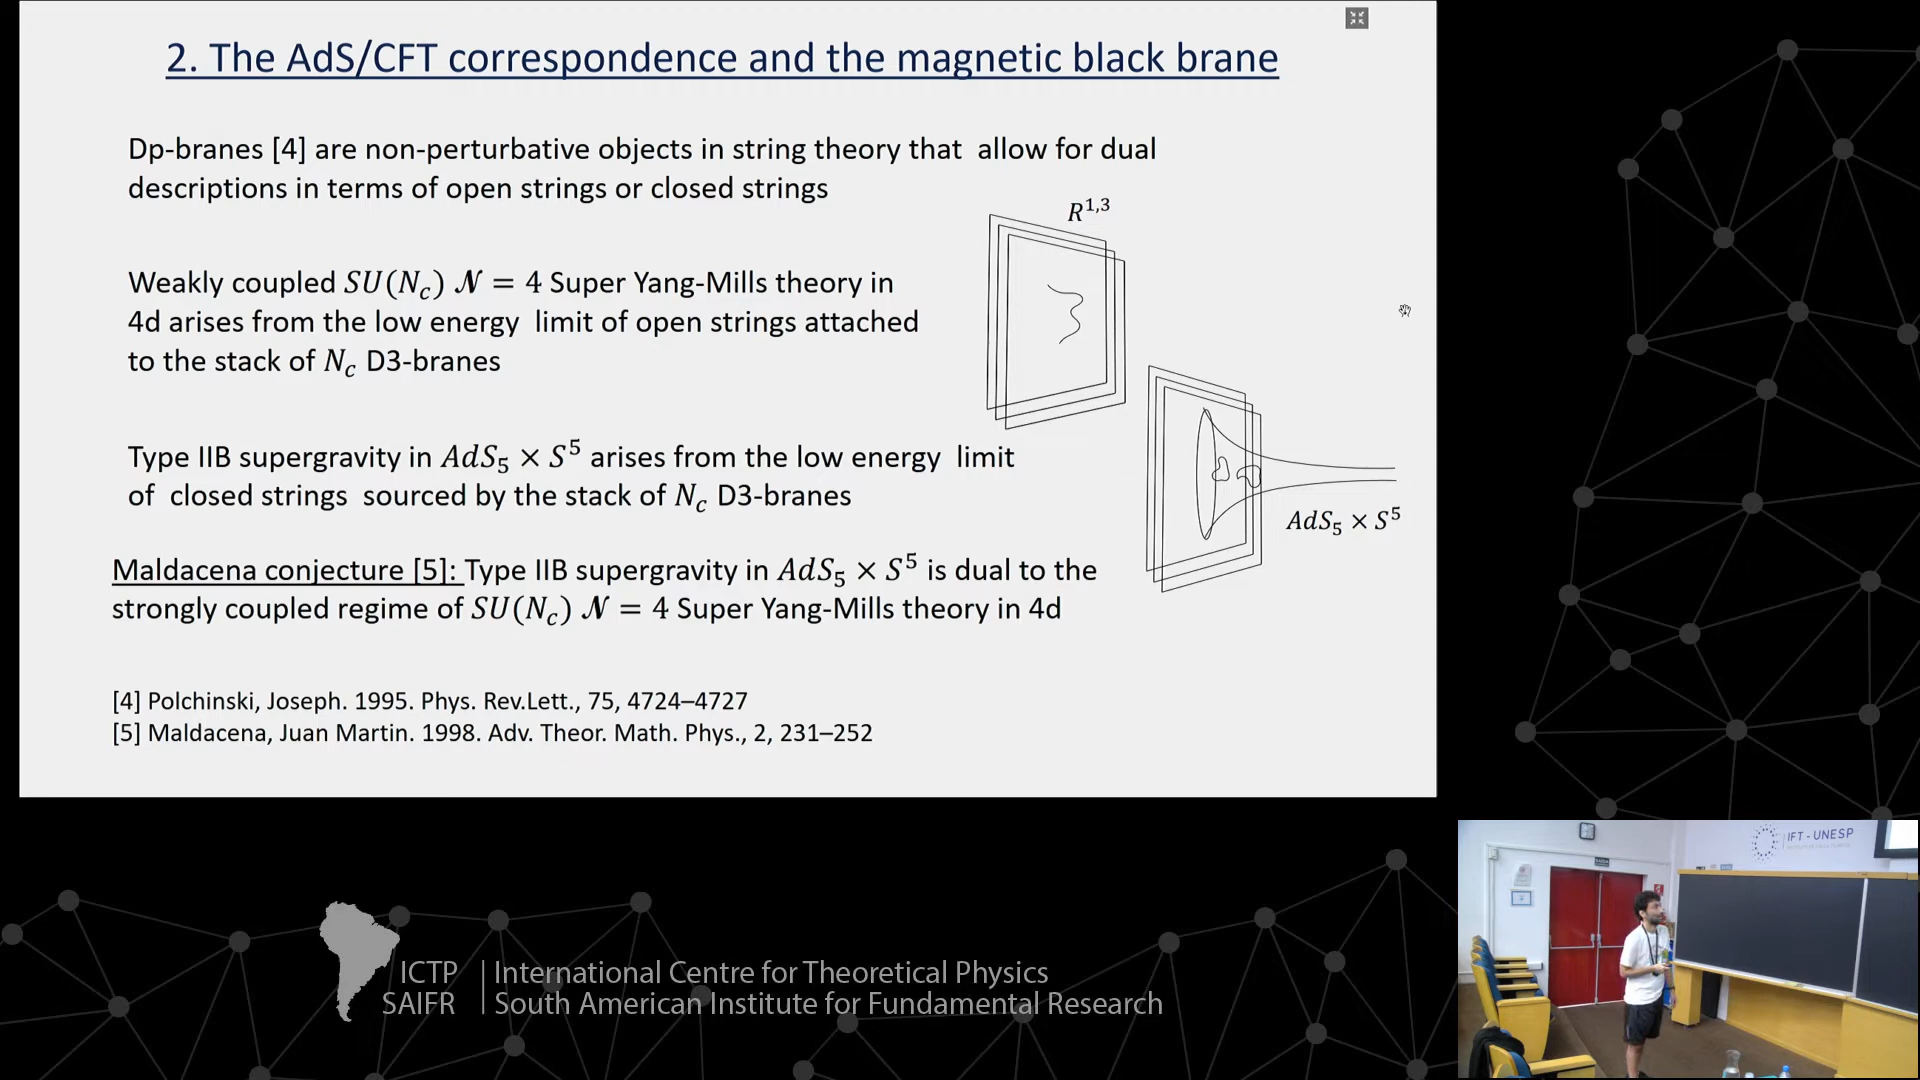 2. The AdS/CFT correspondence and the magnetic black brane
Dp-branes [4] are non-perturbative objects in string theory that allow for dual
descriptions in terms of open strings or closed strings
R^{1,3}
Weakly coupled SU(N_c) 𝒩 = 4 Super Yang-Mills theory in
4d arises from the low energy limit of open strings attached
to the stack of N_c D3-branes
Type IIB supergravity in AdS_5 × S^5 arises from the low energy limit
of closed strings sourced by the stack of N_c D3-branes
AdS_5 × S^5
Maldacena conjecture [5]: Type IIB supergravity in AdS_5 × S^5 is dual to the
strongly coupled regime of SU(N_c) 𝒩 = 4 Super Yang-Mills theory in 4d
[4] Polchinski, Joseph. 1995. Phys. Rev.Lett., 75, 4724–4727
[5] Maldacena, Juan Martin. 1998. Adv. Theor. Math. Phys., 2, 231–252
IFT - UNESP
ICTP | International Centre for Theoretical Physics
SAIFR | South American Institute for Fundamental Research